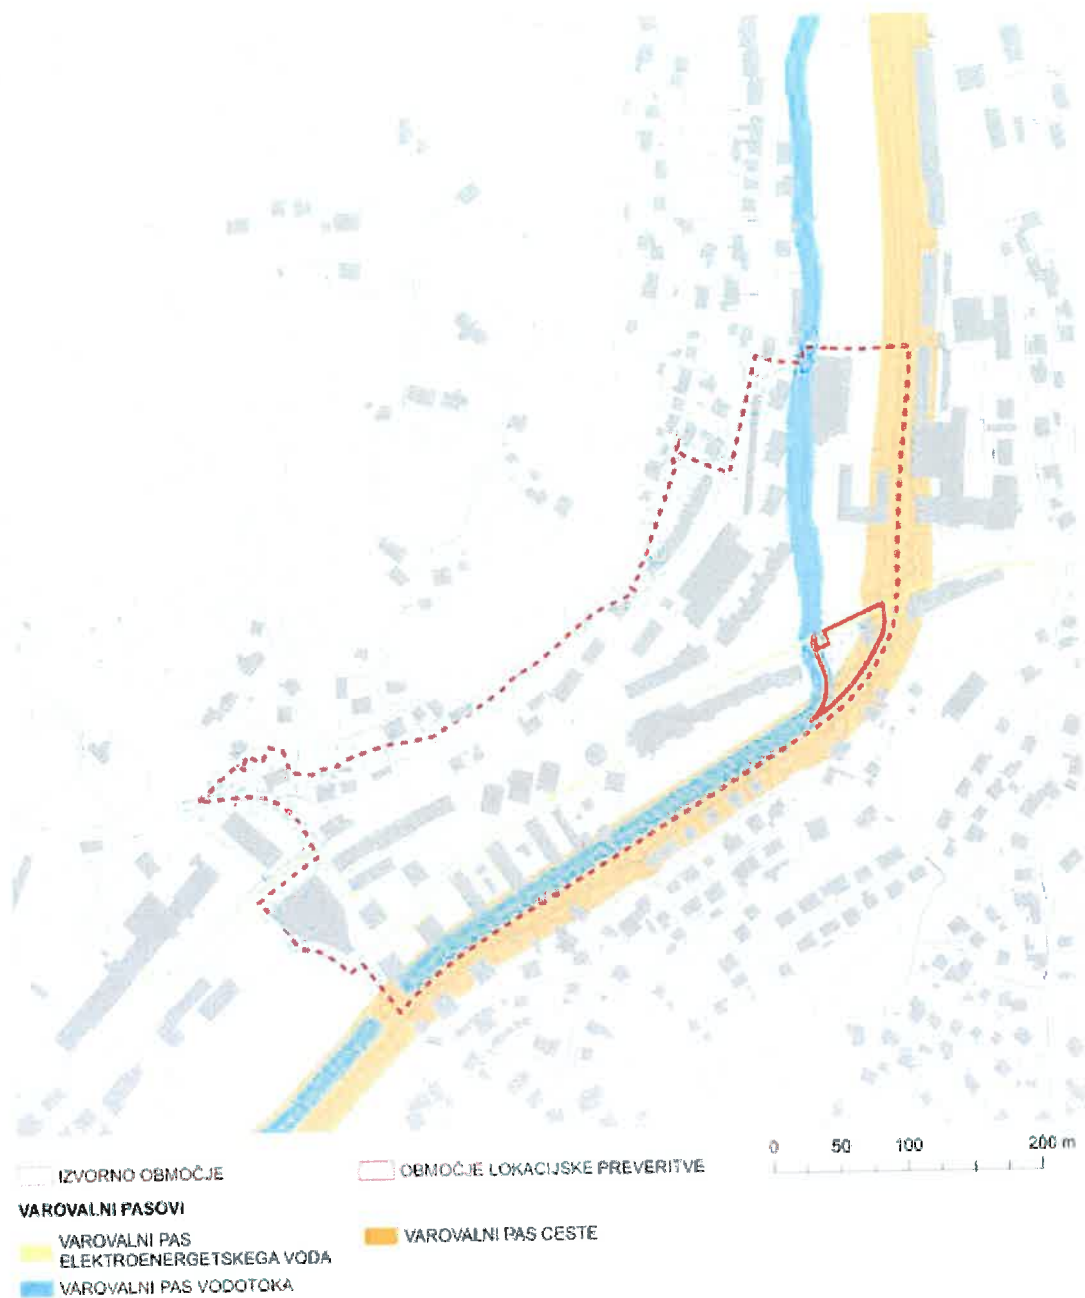 0 50 100 200 m
IZVORNO OBMOČJE
OBMOČJE LOKACIJSKE PREVERITVE
VAROVALNI PASOVI
VAROVALNI PAS
ELEKTROENERGETSKEGA VODA
VAROVALNI PAS CESTE
VAROVALNI PAS VODOTOKA